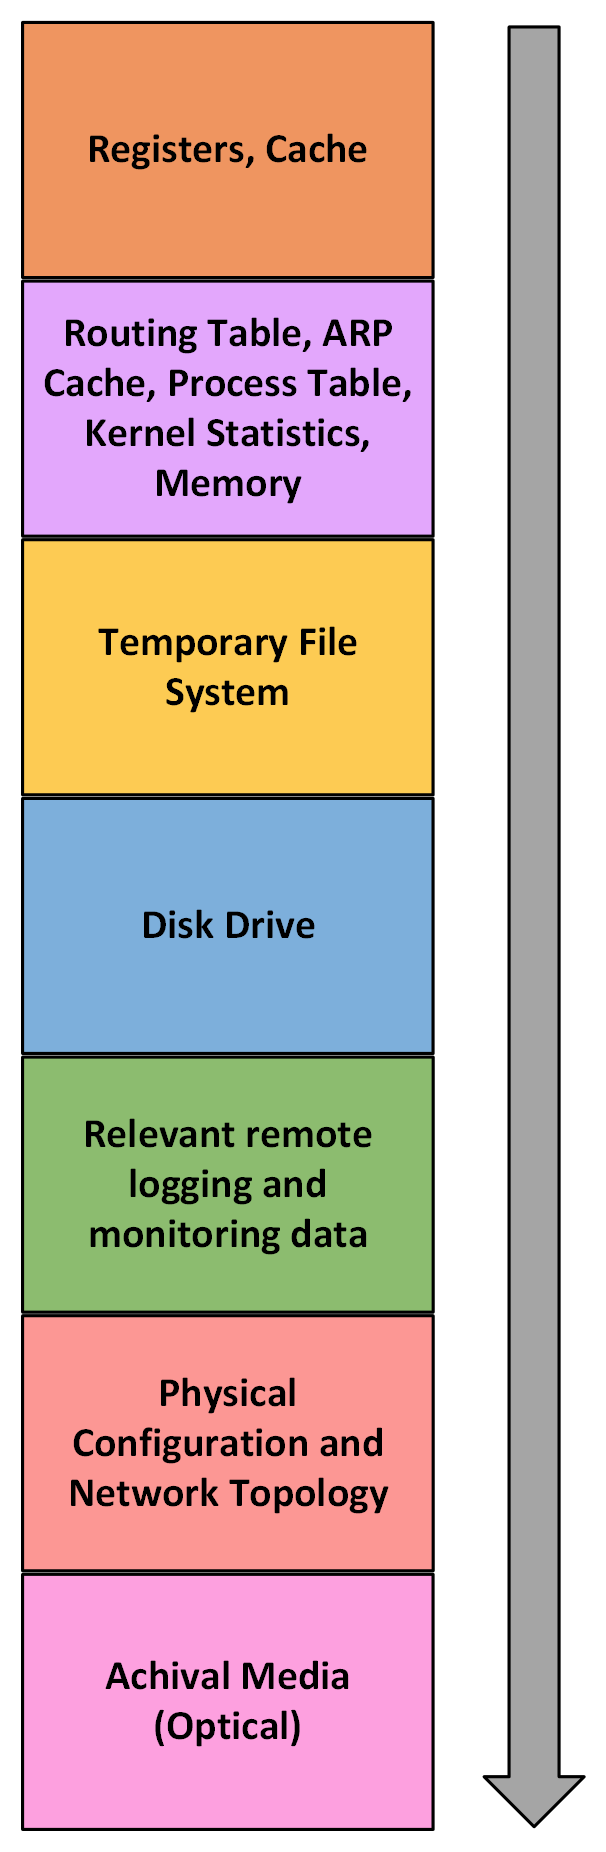 Registers, Cache
Routing Table, ARP
Cache, Process Table,
Kernel Statistics,
Memory
Temporary File
System
Disk Drive
Relevant remote
logging and
monitoring data
Physical
Configuration and
Network Topology
Achival Media
(Optical)